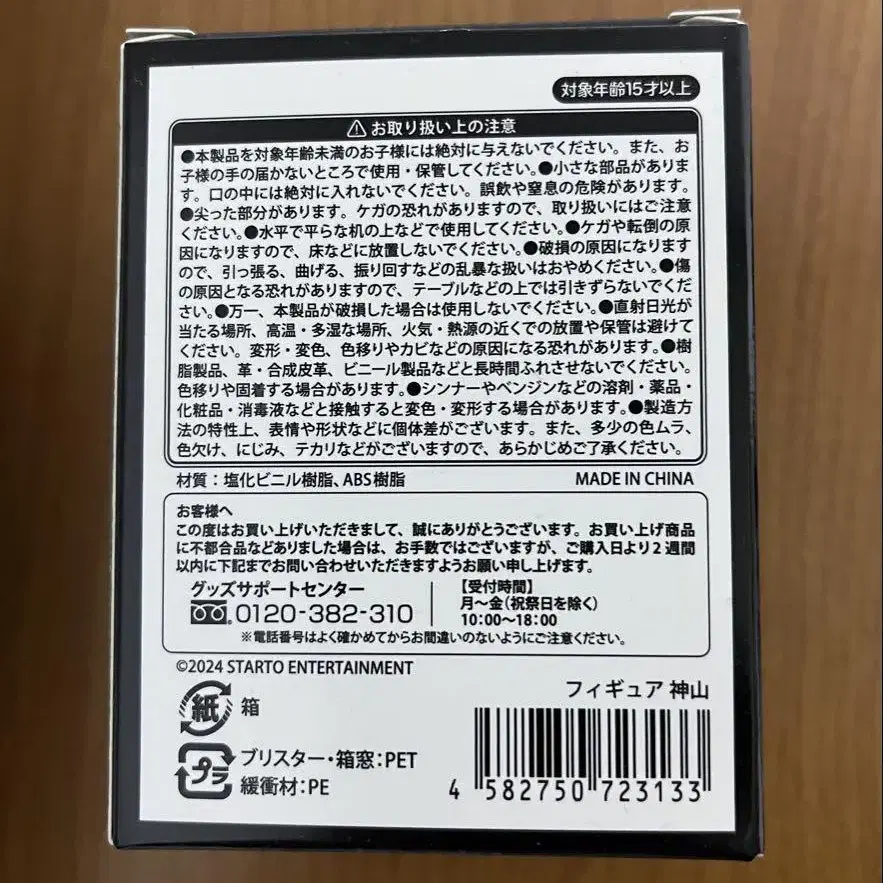 対象年齢15才以上
⚠お取り扱い上の注意
●本製品を対象年齢未満のお子様には絶対に与えないでください。また、お
子様の手の届かないところで使用・保管してください。●小さな部品がありま
す。口の中には絶対に入れないでください。誤飲や窒息の危険があります。
●尖った部分があります。ケガの恐れがありますので、取り扱いにはご注意
ください。●水平で平らな机の上などで使用してください。●ケガや転倒の原
因になりますので、床などに放置しないでください。●破損の原因になります
ので、引っ張る、曲げる、振り回すなどの乱暴な扱いはおやめください。●傷
の原因となる恐れがありますので、テーブルなどの上では引きずらないでくだ
さい。●万一、本製品が破損した場合は使用しないでください。●直射日光が
当たる場所、高温・多湿な場所、火気・熱源の近くでの放置や保管は避けて
ください。変形・変色、色移りやカビなどの原因になる恐れがあります。●樹
脂製品、革・合成皮革、ビニール製品などと長時間ふれさせないでください。
色移りや固着する場合があります。●シンナーやベンジンなどの溶剤・薬品・
化粧品・消毒液などと接触すると変色・変形する場合があります。●製造方
法の特性上、表情や形状などに個体差がございます。また、多少の色ムラ、
色欠け、にじみ、テカリなどがございますので、あらかじめご了承ください。
材質：塩化ビニル樹脂、ABS樹脂 MADE IN CHINA
お客様へ
この度はお買い上げいただきまして、誠にありがとうございます。お買い上げ商品
に不都合品などありました場合は、お手数ではございますが、ご購入日より2週間
以内に下記までお問い合わせいただきますようお願い申し上げます。
グッズサポートセンター
0120-382-310
【受付時間】
月～金(祝祭日を除く)
10:00～18:00
※電話番号はよく確かめてからお間違いのないようにご注意ください。
©2024 STARTO ENTERTAINMENT
紙 箱
プラ ブリスター・箱窓：PET
緩衝材：PE
フィギュア 神山
4 582750 723133